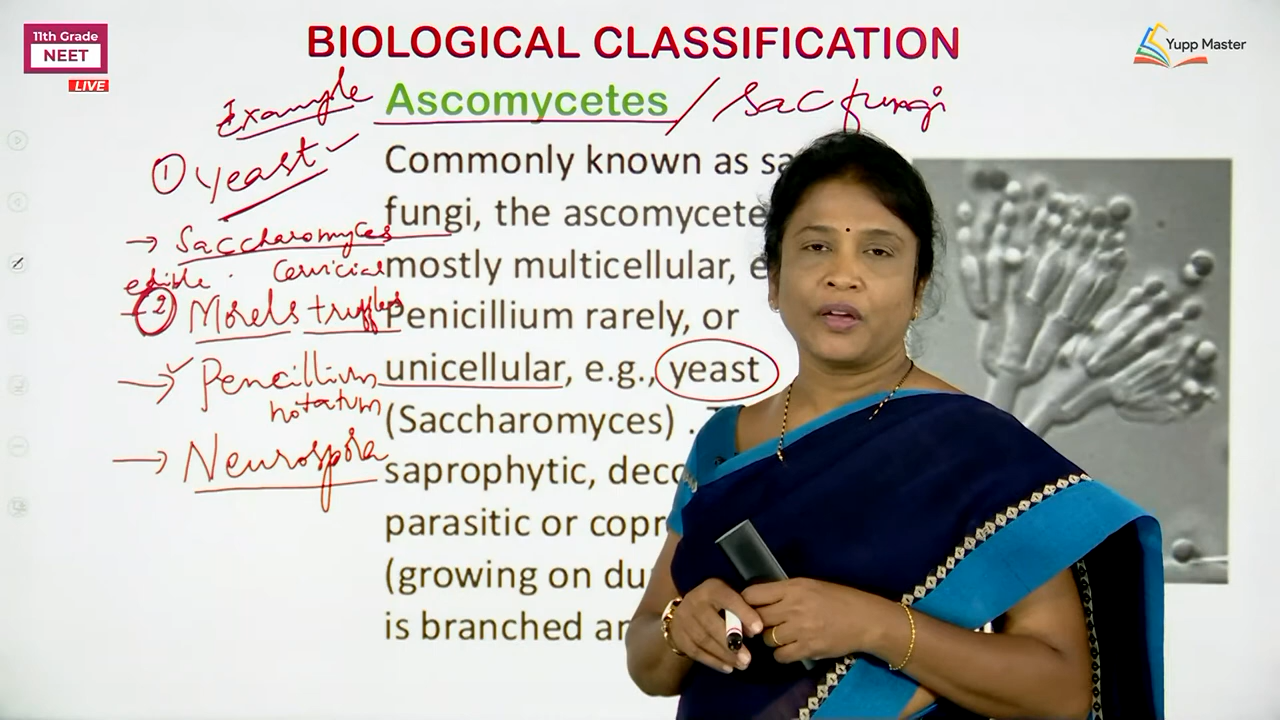 11th Grade
NEET
LIVE
BIOLOGICAL CLASSIFICATION
Yupp Master
Example
Ascomycetes / Sac fungi
① Yeast
Commonly known as sa
fungi, the ascomycete
→ Saccharomyces
mostly multicellular, e
edible
② Morels truffles
Penicillium rarely, or
unicellular, e.g., yeast
→ Pencillium
notatum
(Saccharomyces) .
→ Neurospora
saprophytic, deco
parasitic or copr
(growing on du
is branched an